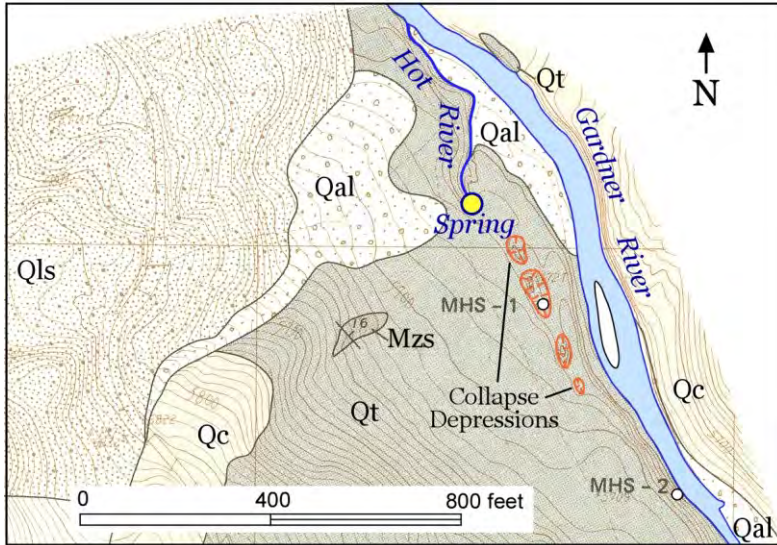 Hot
River
Gardner
River
Qt
N
Qal
Qal
Spring
Qls
MHS - 1
16
Mzs
Collapse
Depressions
Qc
Qt
Qc
MHS - 2
0
400
800 feet
Qal